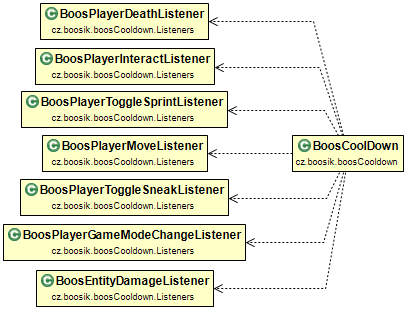 BoosPlayerDeathListener
cz.boosik.boosCooldown.Listeners
BoosPlayerInteractListener
cz.boosik.boosCooldown.Listeners
BoosPlayerToggleSprintListener
cz.boosik.boosCooldown.Listeners
BoosPlayerMoveListener
cz.boosik.boosCooldown.Listeners
BoosCoolDown
cz.boosik.boosCooldown
BoosPlayerToggleSneakListener
cz.boosik.boosCooldown.Listeners
BoosPlayerGameModeChangeListener
cz.boosik.boosCooldown.Listeners
BoosEntityDamageListener
cz.boosik.boosCooldown.Listeners